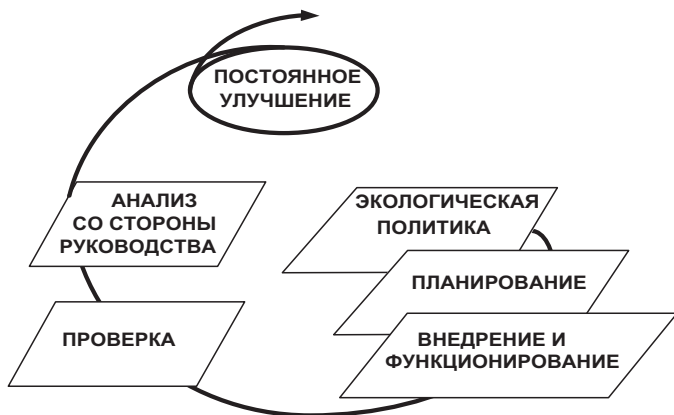 ПОСТОЯННОЕ
УЛУЧШЕНИЕ
АНАЛИЗ
СО СТОРОНЫ
РУКОВОДСТВА
ЭКОЛОГИЧЕСКАЯ
ПОЛИТИКА
ПЛАНИРОВАНИЕ
ПРОВЕРКА
ВНЕДРЕНИЕ И
ФУНКЦИОНИРОВАНИЕ